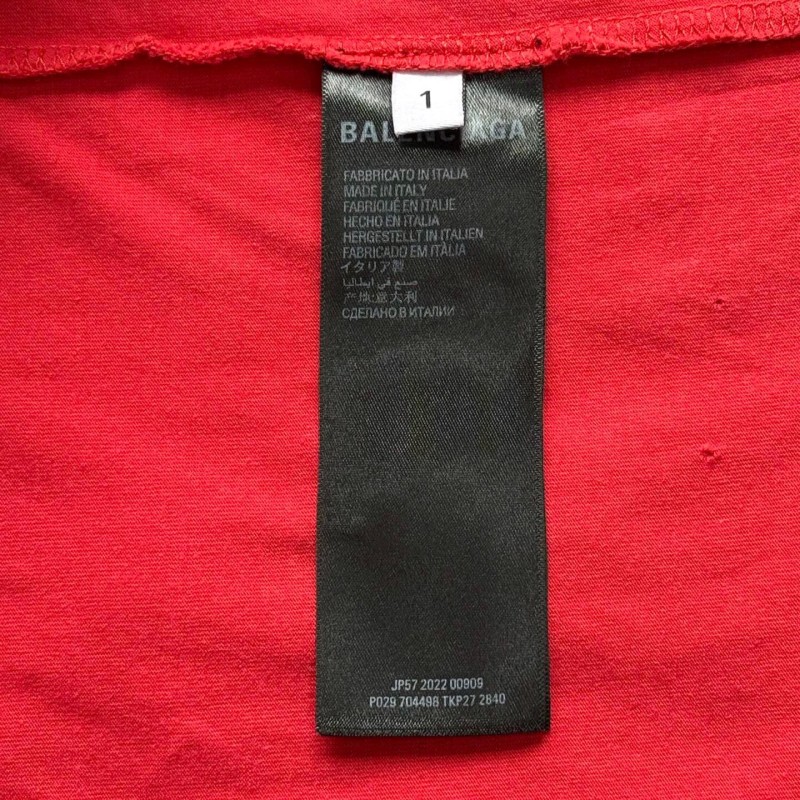 1
BALENCIAGA
FABBRICATO IN ITALIA
MADE IN ITALY
FABRIQUÉ EN ITALIE
HECHO EN ITALIA
HERGESTELLT IN ITALIEN
FABRICADO EM ITÀLIA
イタリア製
صنع في ايطاليا
产地:意大利
СДЕЛАНО В ИТАЛИИ
JP57 2022 00909
P029 704498 TKP27 2640